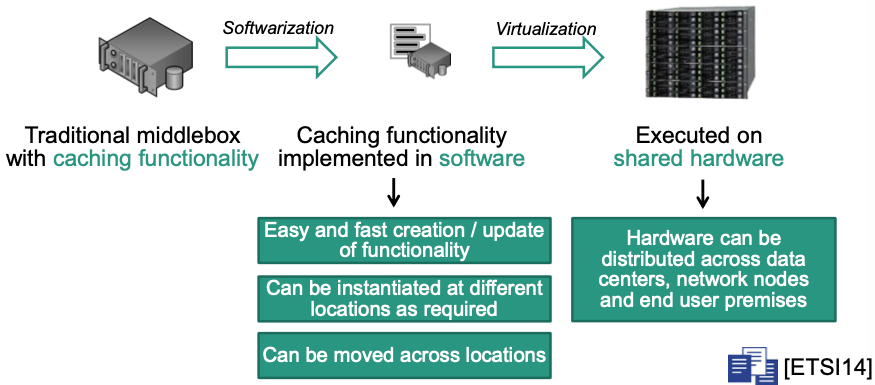 Softwarization
Virtualization
Traditional middlebox
with caching functionality
Caching functionality
implemented in software
Executed on
shared hardware
Easy and fast creation / update
of functionality
Can be instantiated at different
locations as required
Can be moved across locations
Hardware can be
distributed across data
centers, network nodes
and end user premises
[ETSI14]